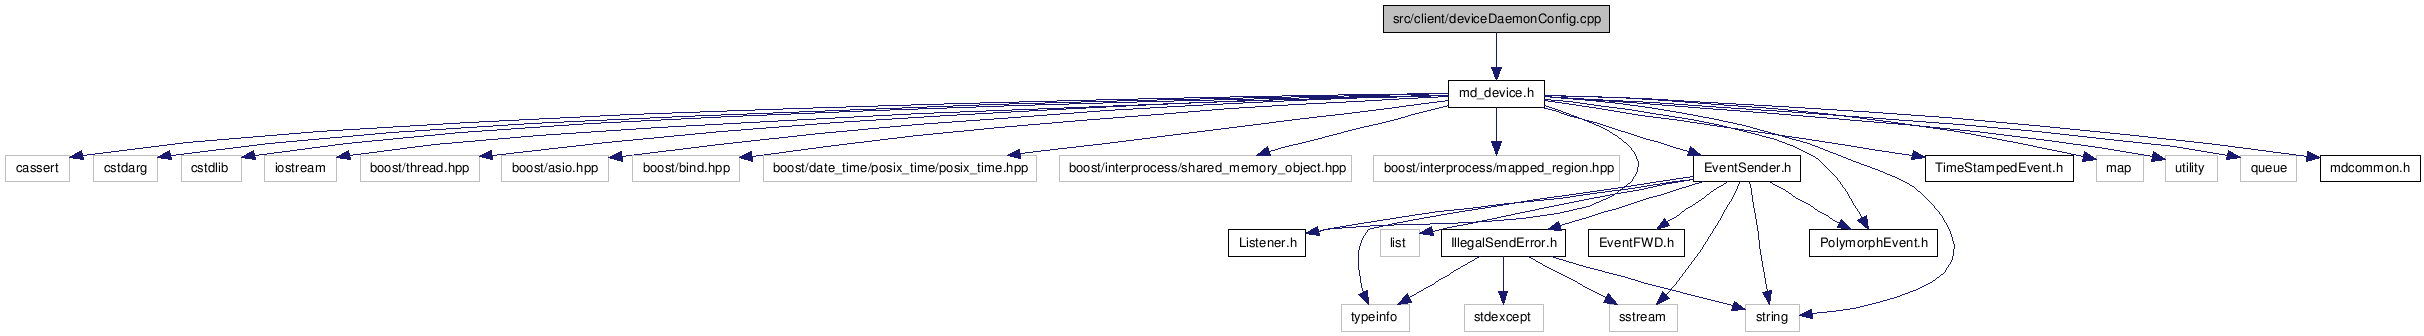 src/client/deviceDaemonConfig.cpp
md_device.h
cassert
cstdarg
cstdlib
iostream
boost/thread.hpp
boost/asio.hpp
boost/bind.hpp
boost/date_time/posix_time/posix_time.hpp
boost/interprocess/shared_memory_object.hpp
boost/interprocess/mapped_region.hpp
EventSender.h
TimeStampedEvent.h
map
utility
queue
mdcommon.h
Listener.h
list
IllegalSendError.h
EventFWD.h
PolymorphEvent.h
typeinfo
stdexcept
sstream
string